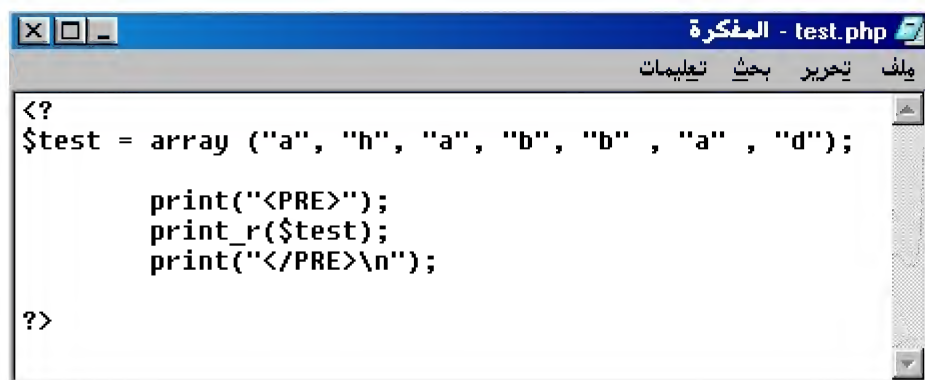 test.php - المفكرة
ملف تحرير بحث تعليمات
<?
$test = array ("a", "h", "a", "b", "b" , "a" , "d");
print("<PRE>");
print_r($test);
print("</PRE>\n");
?>